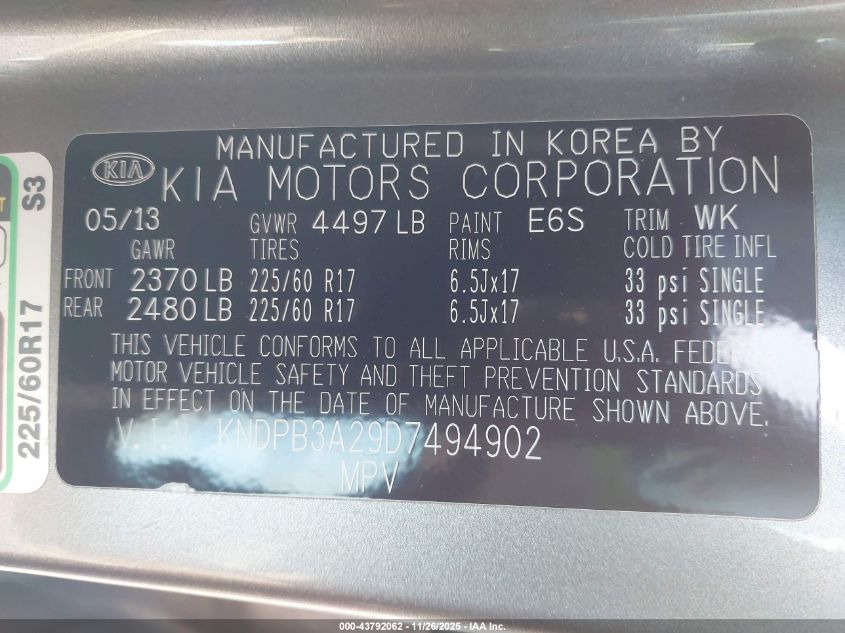 MANUFACTURED IN KOREA BY
KIA KIA MOTORS CORPORATION
05/13 GVWR 4497 LB PAINT E6S TRIM WK
GAWR TIRES RIMS COLD TIRE INFL
FRONT 2370 LB 225/60 R17 6.5Jx17 33 psi SINGLE
REAR 2480 LB 225/60 R17 6.5Jx17 33 psi SINGLE
THIS VEHICLE CONFORMS TO ALL APPLICABLE U.S.A. FEDERAL
MOTOR VEHICLE SAFETY AND THEFT PREVENTION STANDARDS
IN EFFECT ON THE DATE OF MANUFACTURE SHOWN ABOVE.
V.I.N KNDPB3A29D7494902
MPV
225/60R17 S3
000-43792062 - 11/26/2025 - IAA Inc.